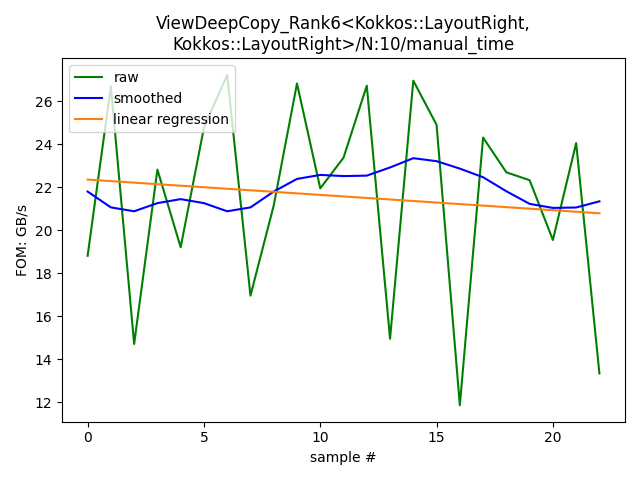 ViewDeepCopy_Rank6<Kokkos::LayoutRight,
Kokkos::LayoutRight>/N:10/manual_time
raw
smoothed
linear regression
FOM: GB/s
26
24
22
20
18
16
14
12
0
5
10
15
20
sample #